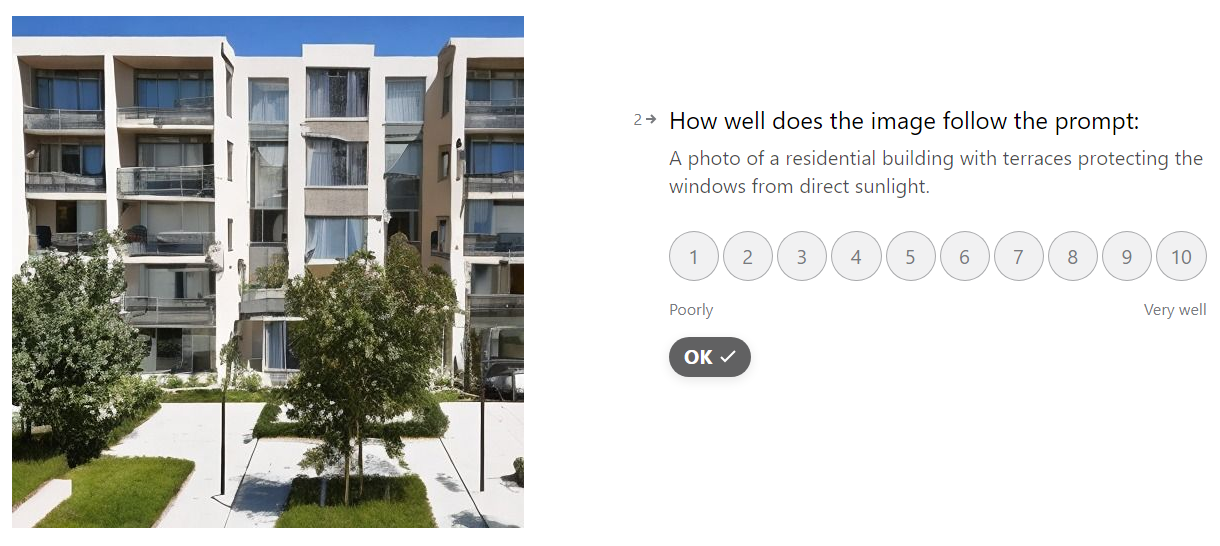 2→ How well does the image follow the prompt:
A photo of a residential building with terraces protecting the
windows from direct sunlight.
1 2 3 4 5 6 7 8 9 10
Poorly Very well
OK ✓